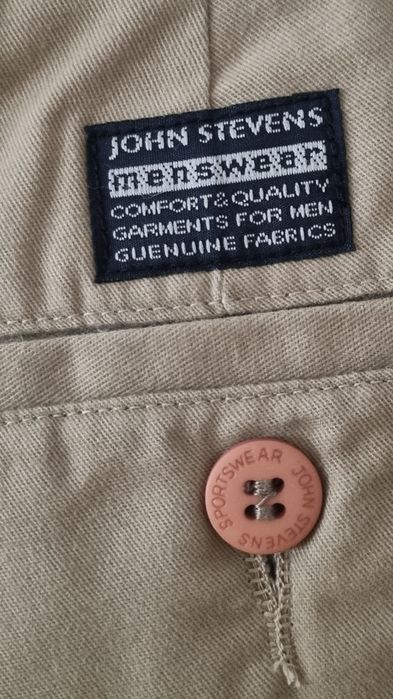 JOHN STEVENS
menswear
COMFORT&QUALITY
GARMENTS FOR MEN
GUENUINE FABRICS
SPORTSWEAR JOHN STEVENS